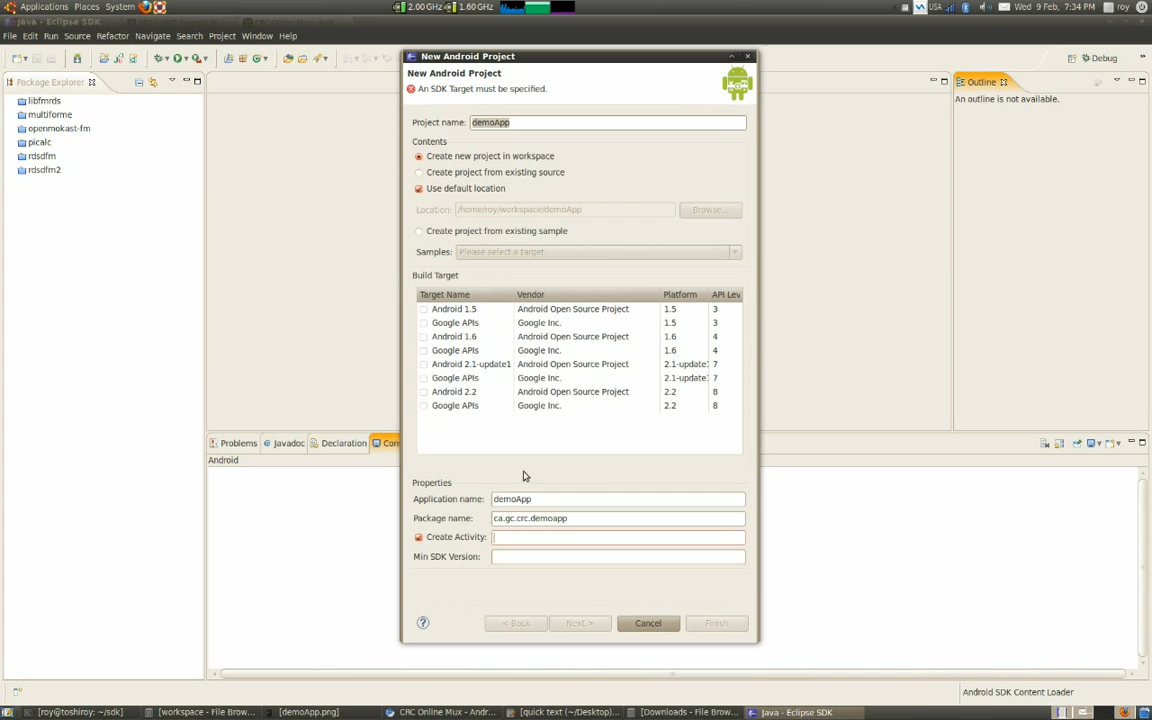 Applications Places System 2.00 GHz 1.60 GHz USA Wed 9 Feb, 7:34 PM roy
Java - Eclipse SDK
File Edit Run Source Refactor Navigate Search Project Window Help
Debug
Package Explorer
libfmrds
multiforme
openmokast-fm
picalc
rdsdfm
rdsdfm2
New Android Project
New Android Project
An SDK Target must be specified.
Project name: demoApp
Contents
Create new project in workspace
Create project from existing source
Use default location
Location: /home/roy/workspace/demoApp Browse...
Create project from existing sample
Samples: Please select a target.
Build Target
Target Name Vendor Platform API Lev
Android 1.5 Android Open Source Project 1.5 3
Google APIs Google Inc. 1.5 3
Android 1.6 Android Open Source Project 1.6 4
Google APIs Google Inc. 1.6 4
Android 2.1-update1 Android Open Source Project 2.1-update: 7
Google APIs Google Inc. 2.1-update: 7
Android 2.2 Android Open Source Project 2.2 8
Google APIs Google Inc. 2.2 8
Properties
Application name: demoApp
Package name: ca.gc.crc.demoapp
Create Activity:
Min SDK Version:
? < Back Next > Cancel Finish
Outline
An outline is not available.
Problems Javadoc Declaration Con
Android
Android SDK Content Loader
[roy@toshiroy: ~/sdk] [workspace - File Brow... [demoApp.png] CRC Online Mux - Andr... [quick text (~/Desktop)... [Downloads - File Brow... Java - Eclipse SDK